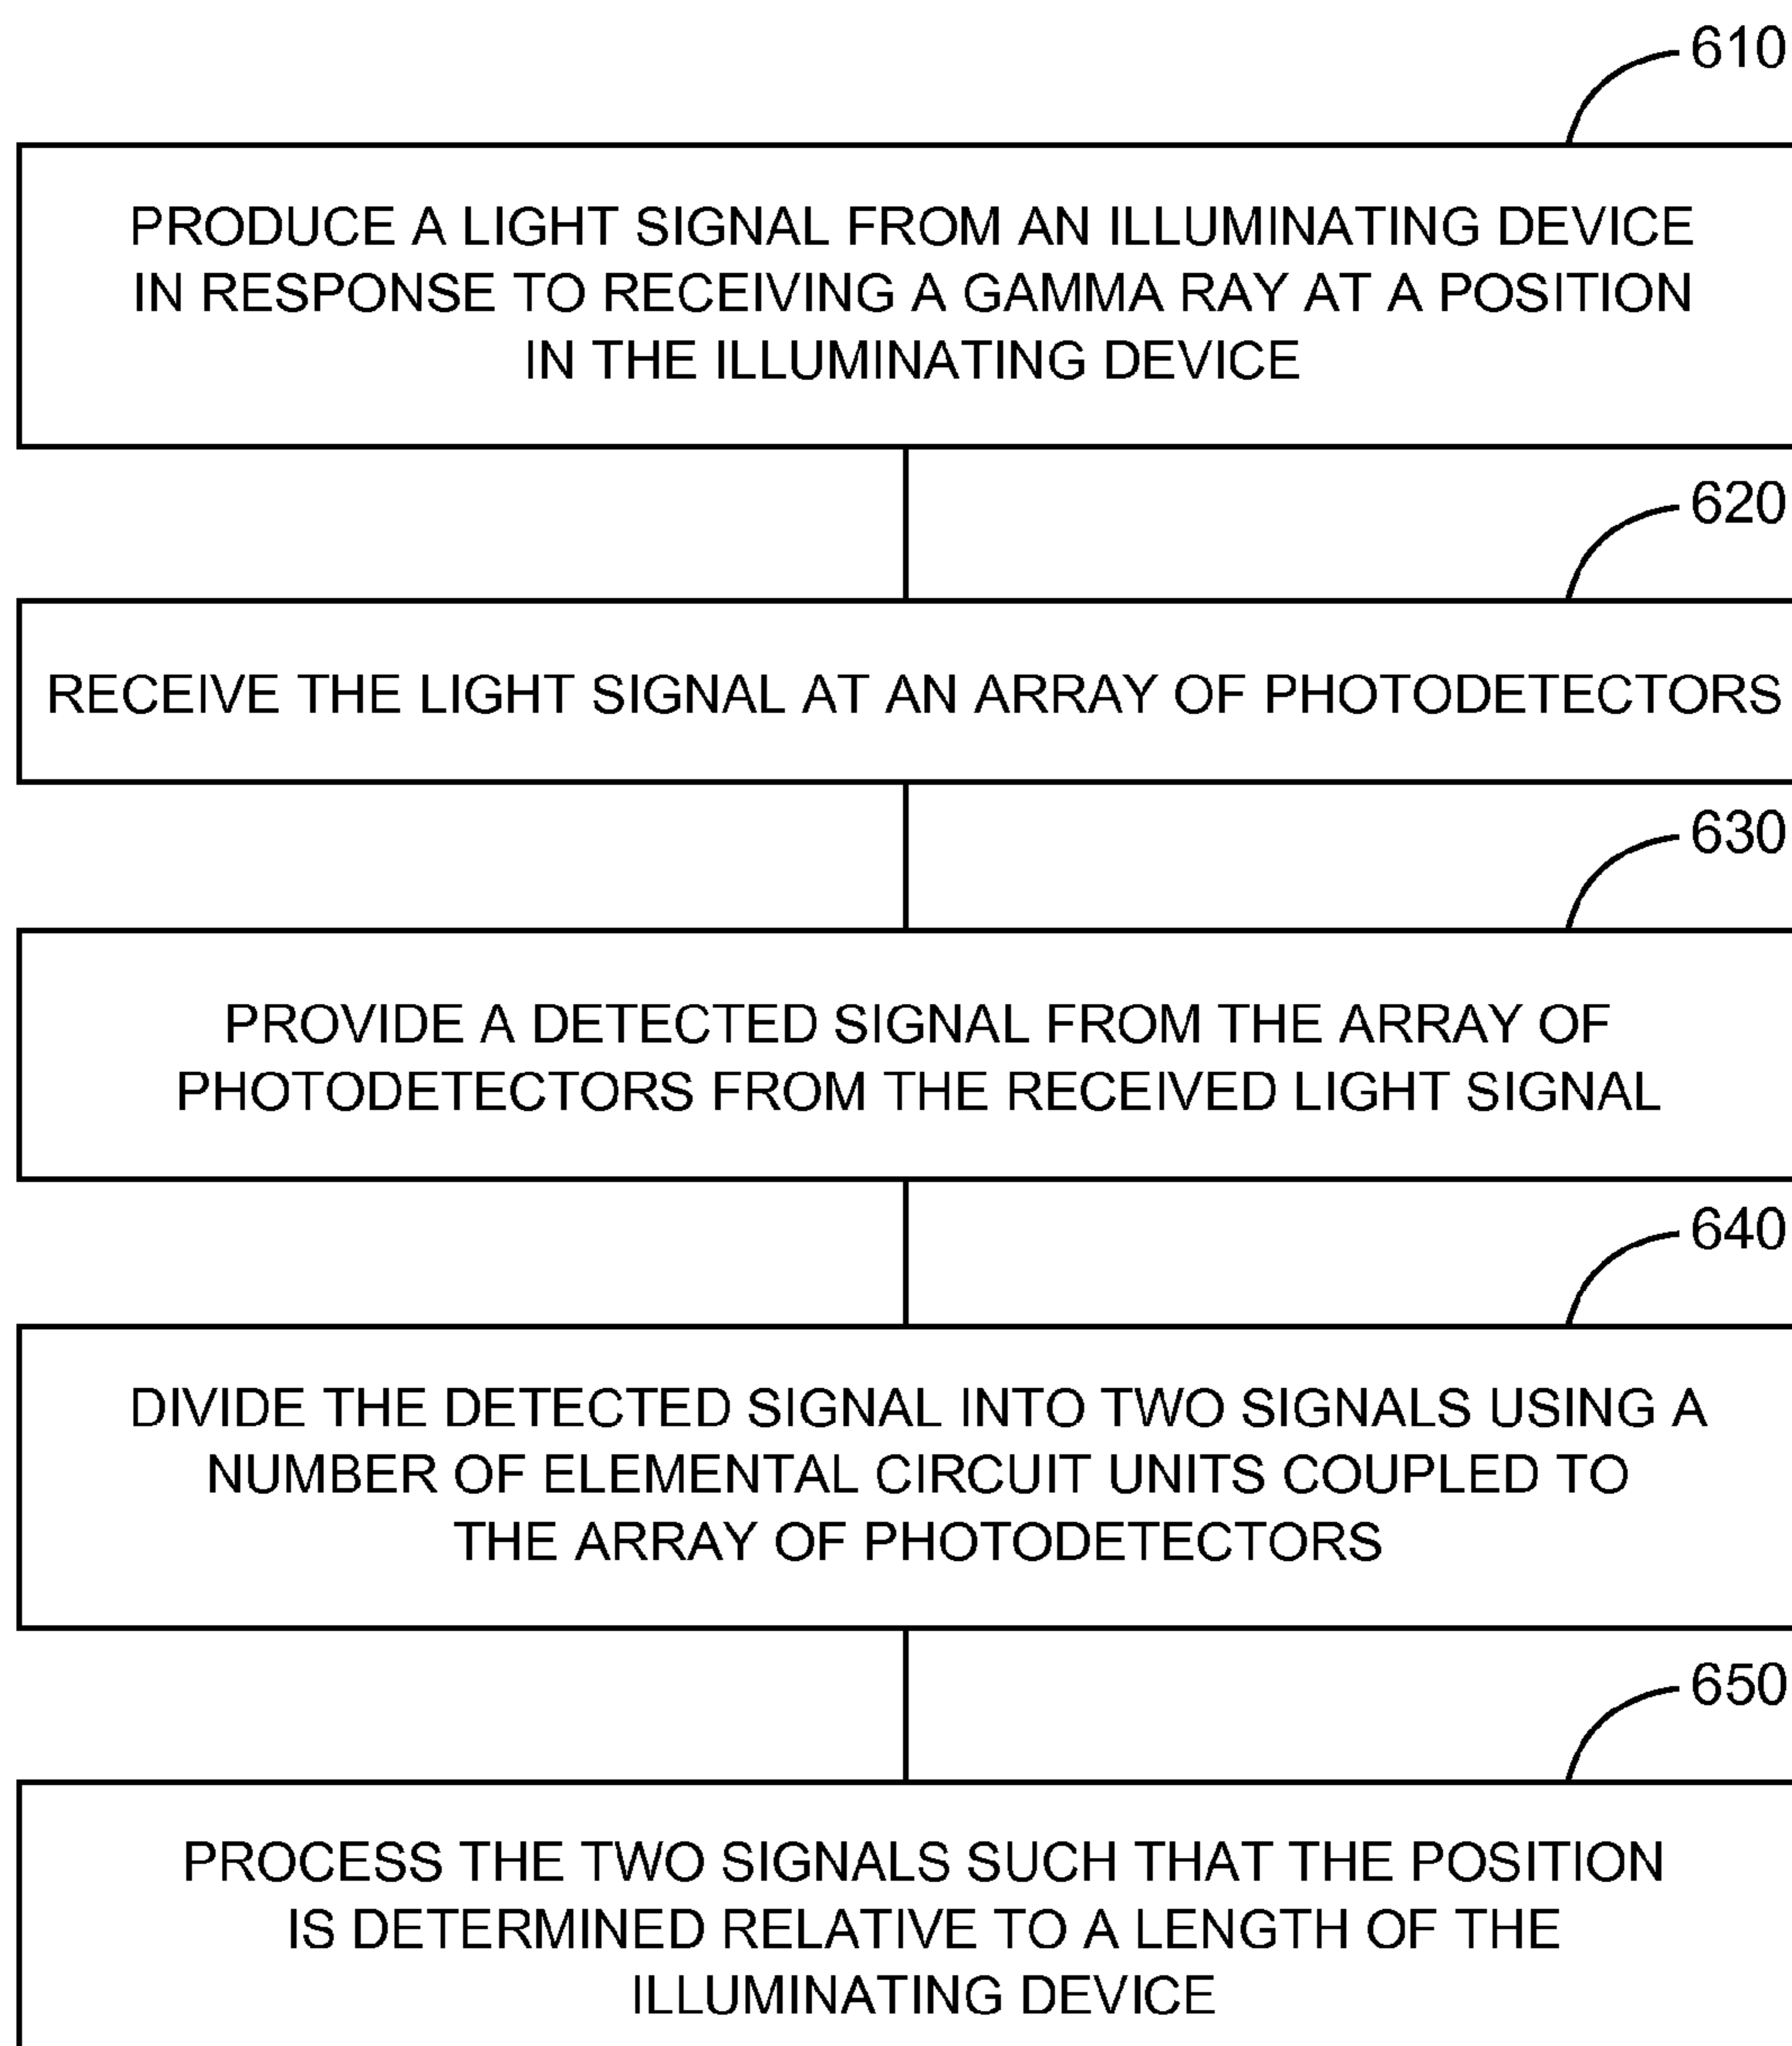 610
PRODUCE A LIGHT SIGNAL FROM AN ILLUMINATING DEVICE
IN RESPONSE TO RECEIVING A GAMMA RAY AT A POSITION
IN THE ILLUMINATING DEVICE
620
RECEIVE THE LIGHT SIGNAL AT AN ARRAY OF PHOTODETECTORS
630
PROVIDE A DETECTED SIGNAL FROM THE ARRAY OF
PHOTODETECTORS FROM THE RECEIVED LIGHT SIGNAL
640
DIVIDE THE DETECTED SIGNAL INTO TWO SIGNALS USING A
NUMBER OF ELEMENTAL CIRCUIT UNITS COUPLED TO
THE ARRAY OF PHOTODETECTORS
650
PROCESS THE TWO SIGNALS SUCH THAT THE POSITION
IS DETERMINED RELATIVE TO A LENGTH OF THE
ILLUMINATING DEVICE